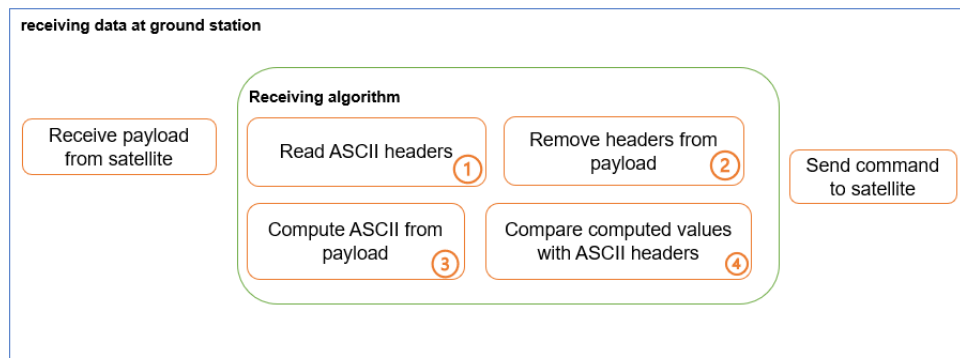 receiving data at ground station
Receiving algorithm
Receive payload
from satellite
Read ASCII headers
1
Remove headers from
payload
2
Send command
to satellite
Compute ASCII from
payload
3
Compare computed values
with ASCII headers
4